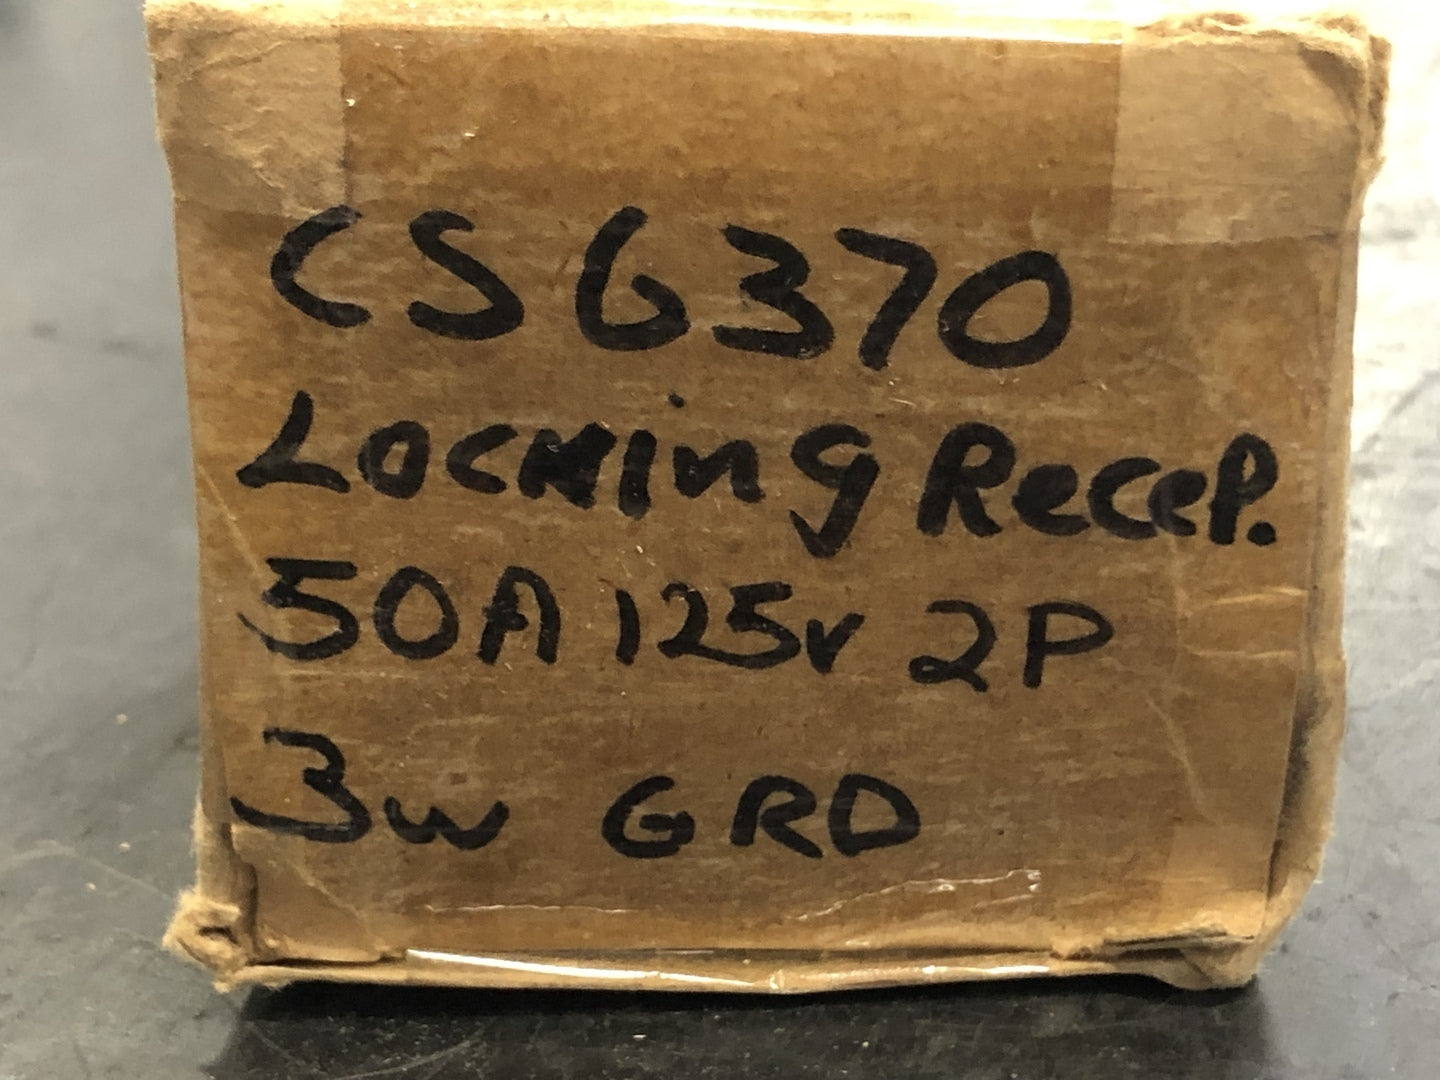 CS6370
Locking Recep.
50A 125V 2P
3W GRD